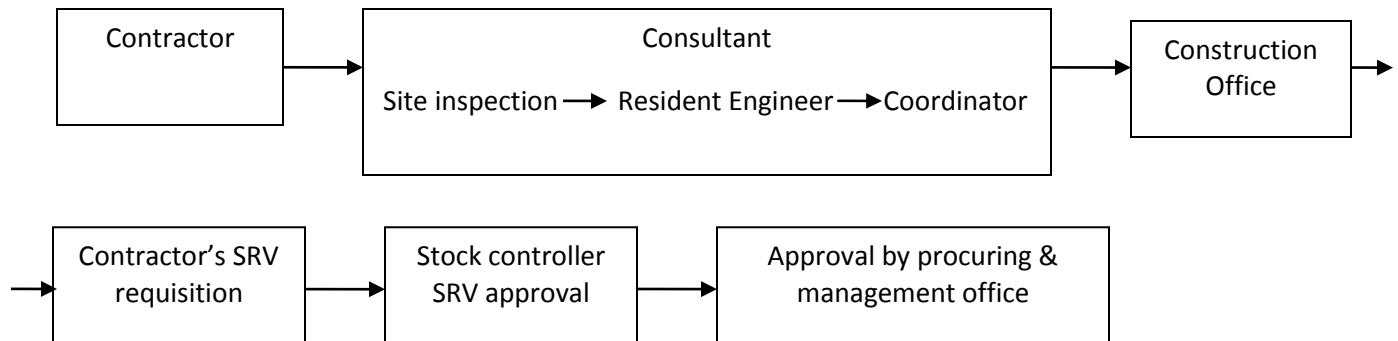 Contractor
Consultant
Site inspection
Resident Engineer
Coordinator
Construction
Office
Contractor’s SRV
requisition
Stock controller
SRV approval
Approval by procuring &
management office